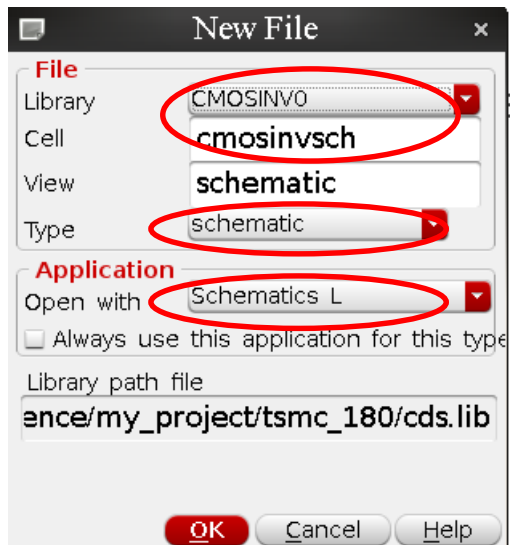 New File
File
Library CMOSINV0
Cell cmosinvsch
View schematic
Type schematic
Application
Open with Schematics L
Always use this application for this type
Library path file
ence/my_project/tsmc_180/cds.lib
OK Cancel Help